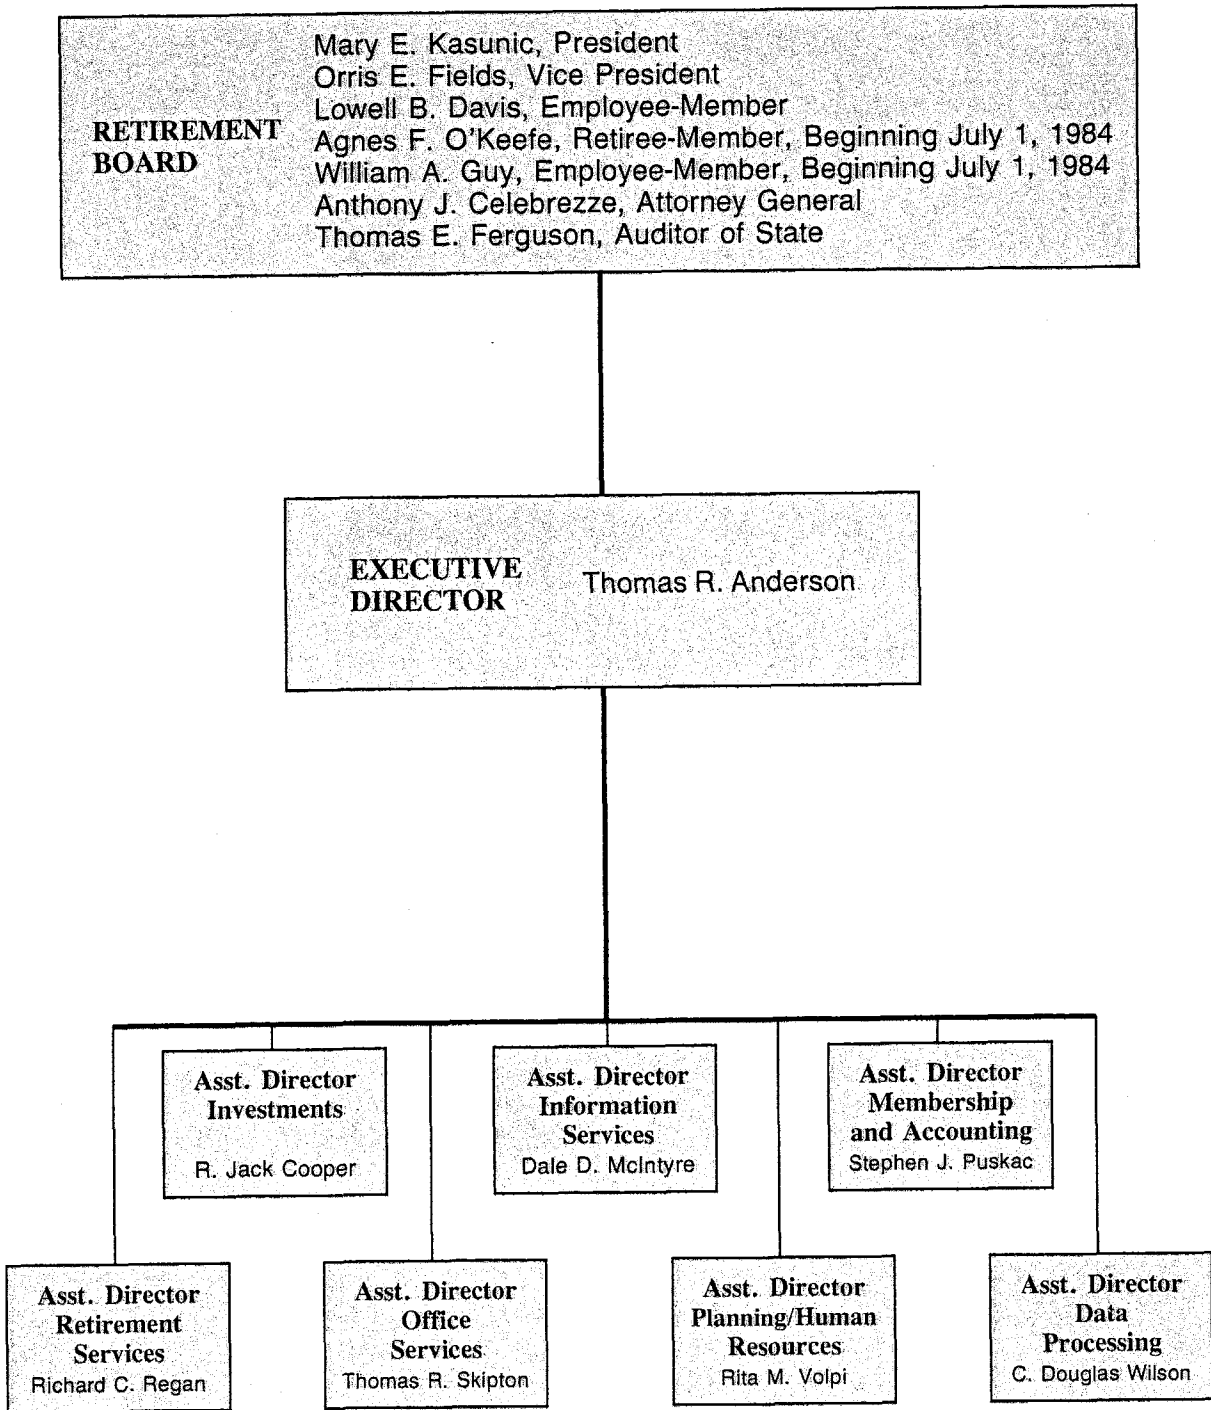 RETIREMENT
BOARD
Mary E. Kasunic, President
Orris E. Fields, Vice President
Lowell B. Davis, Employee-Member
Agnes F. O'Keefe, Retiree-Member, Beginning July 1, 1984
William A. Guy, Employee-Member, Beginning July 1, 1984
Anthony J. Celebrezze, Attorney General
Thomas E. Ferguson, Auditor of State
EXECUTIVE
DIRECTOR
Thomas R. Anderson
Asst. Director
Investments
R. Jack Cooper
Asst. Director
Information
Services
Dale D. McIntyre
Asst. Director
Membership
and Accounting
Stephen J. Puskac
Asst. Director
Retirement
Services
Richard C. Regan
Asst. Director
Office
Services
Thomas R. Skipton
Asst. Director
Planning/Human
Resources
Rita M. Volpi
Asst. Director
Data
Processing
C. Douglas Wilson